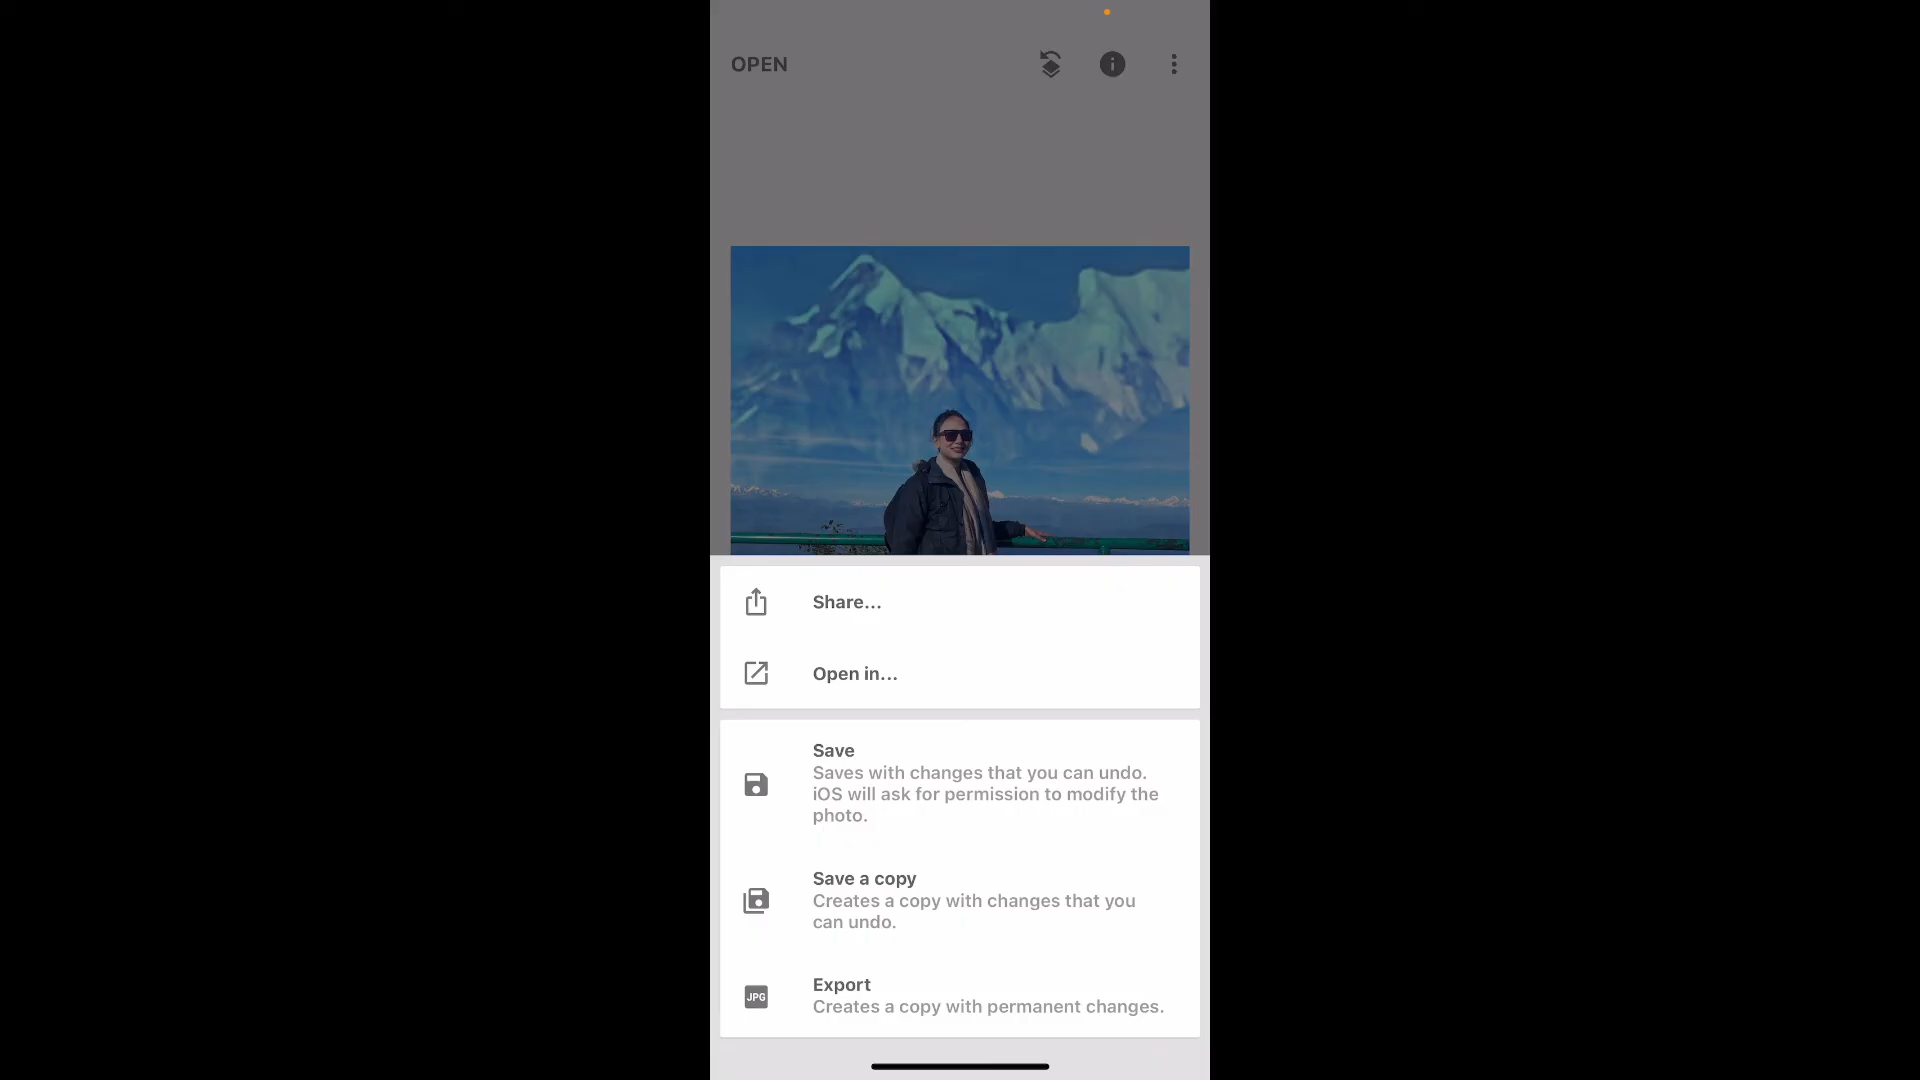 OPEN
Share...
Open in...
Save
Saves with changes that you can undo.
iOS will ask for permission to modify the
photo.
Save a copy
Creates a copy with changes that you
can undo.
JPG
Export
Creates a copy with permanent changes.